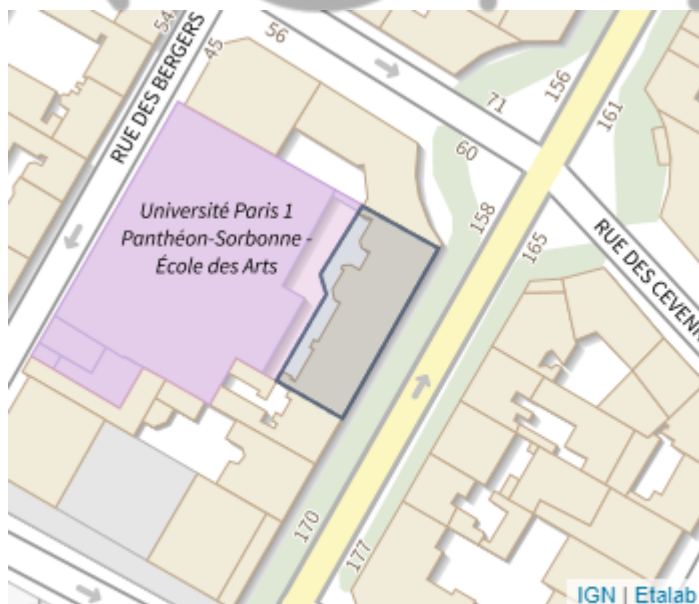 54
45
56
RUE DES BERGERS
71
156
161
60
158
165
Université Paris 1
Panthéon-Sorbonne -
École des Arts
RUE DES CEVENN
170
177
IGN | Etalab